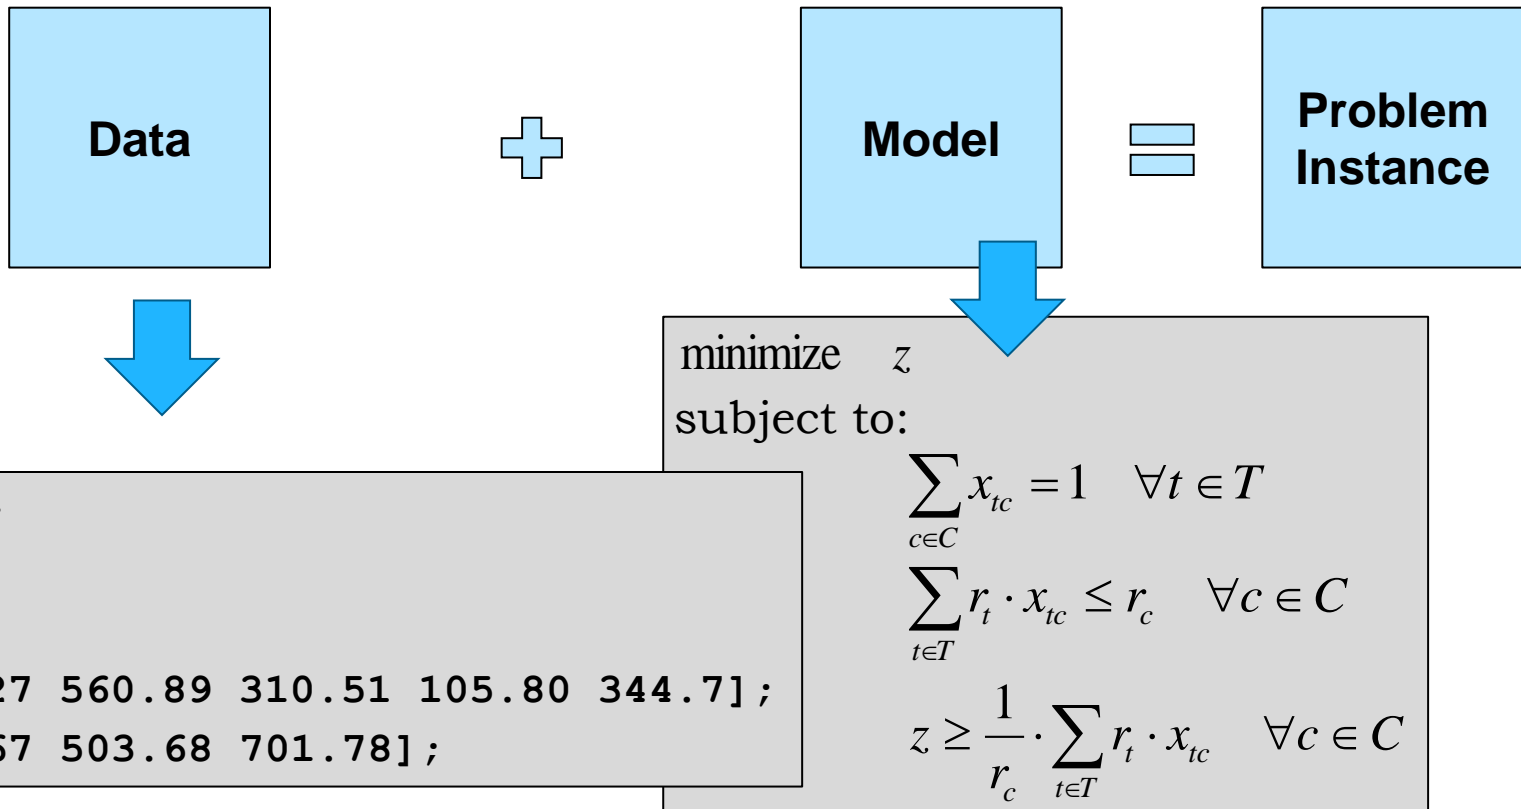 Data
Model
Problem
Instance
minimize z
subject to:
∑_{c∈C} x_{tc} = 1 ∀t ∈ T
∑_{t∈T} r_t · x_{tc} ≤ r_c ∀c ∈ C
z ≥ 1/r_c · ∑_{t∈T} r_t · x_{tc} ∀c ∈ C
27 560.89 310.51 105.80 344.7];
67 503.68 701.78];